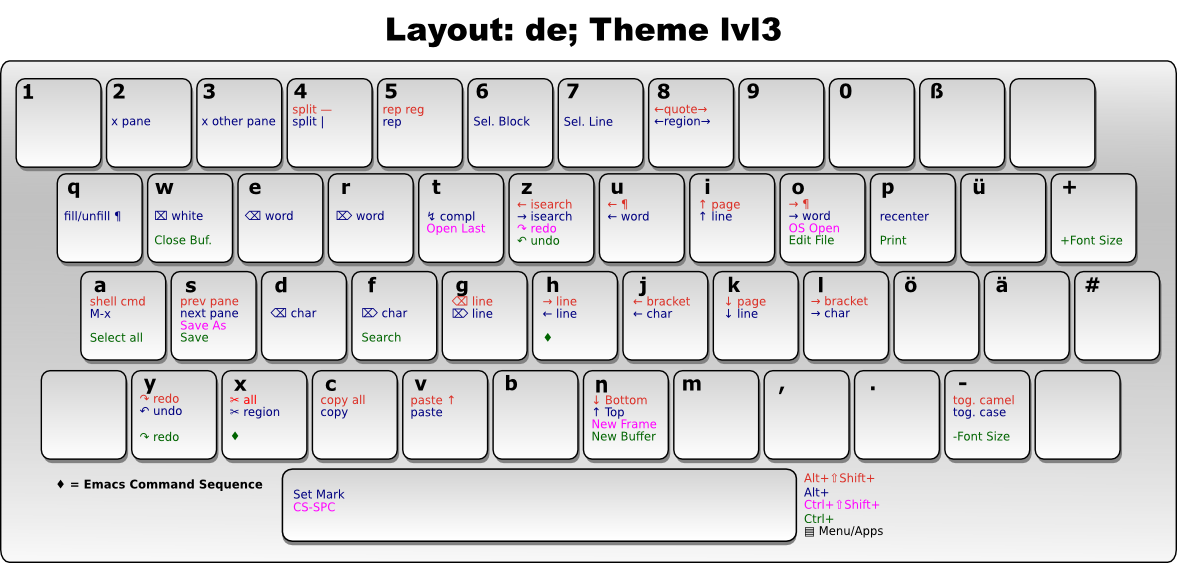 Layout: de; Theme lvl3
1
2
x pane
3
x other pane
4
split —
split |
5
rep reg
rep
6
Sel. Block
7
Sel. Line
8
←quote→
←region→
9
0
ß
q
fill/unfill ¶
w
⌧ white
Close Buf.
e
⌫ word
r
⌦ word
t
↯ compl
Open Last
z
← isearch
→ isearch
↷ redo
↶ undo
u
← ¶
← word
i
↑ page
↑ line
o
→ ¶
→ word
OS Open
Edit File
p
recenter
Print
ü
+
+Font Size
a
shell cmd
M-x
Select all
s
prev pane
next pane
Save As
Save
d
⌫ char
f
⌦ char
Search
g
⌫ line
⌦ line
h
→ line
← line
♦
j
← bracket
← char
k
↓ page
↓ line
l
→ bracket
→ char
ö
ä
#
y
↷ redo
↶ undo
↷ redo
x
✂ all
✂ region
♦
c
copy all
copy
v
paste ↑
paste
b
n
↓ Bottom
↑ Top
New Frame
New Buffer
m
,
.
-
tog. camel
tog. case
-Font Size
♦ = Emacs Command Sequence
Set Mark
CS-SPC
Alt+⇧Shift+
Alt+
Ctrl+⇧Shift+
Ctrl+
▤ Menu/Apps